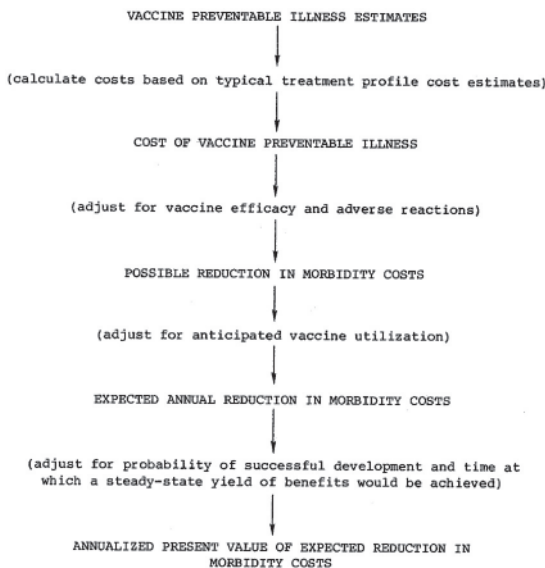 VACCINE PREVENTABLE ILLNESS ESTIMATES
(calculate costs based on typical treatment profile cost estimates)
COST OF VACCINE PREVENTABLE ILLNESS
(adjust for vaccine efficacy and adverse reactions)
POSSIBLE REDUCTION IN MORBIDITY COSTS
(adjust for anticipated vaccine utilization)
EXPECTED ANNUAL REDUCTION IN MORBIDITY COSTS
(adjust for probability of successful development and time at
which a steady-state yield of benefits would be achieved)
ANNUALIZED PRESENT VALUE OF EXPECTED REDUCTION IN
MORBIDITY COSTS